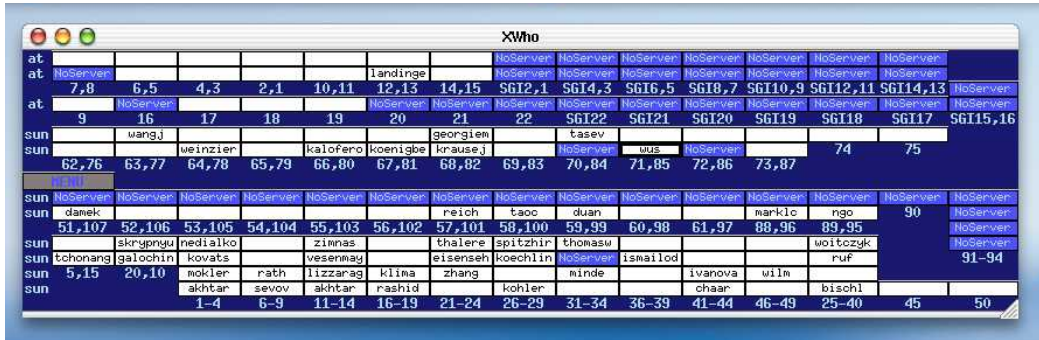 XWho
at NoServer NoServer NoServer NoServer NoServer NoServer NoServer
at NoServer landinge NoServer NoServer NoServer NoServer NoServer NoServer NoServer
7,8 6,5 4,3 2,1 10,11 12,13 14,15 SGI2,1 SGI4,3 SGI6,5 SGI8,7 SGI10,9 SGI12,11 SGI14,13 NoServer
at NoServer NoServer NoServer NoServer NoServer NoServer NoServer NoServer NoServer NoServer
9 16 17 18 19 20 21 22 SGI22 SGI21 SGI20 SGI19 SGI18 SGI17 SGI15,16
sun wang.j georgiem tasev
sun weinzier kalofero koenigbe krause.j NoServer wus NoServer 74 75
62,76 63,77 64,78 65,79 66,80 67,81 68,82 69,83 70,84 71,85 72,86 73,87
MENU
sun NoServer NoServer NoServer NoServer NoServer NoServer NoServer NoServer NoServer NoServer NoServer NoServer NoServer NoServer NoServer
sun damek reich taoc duan marklc ngo 90 NoServer
51,107 52,106 53,105 54,104 55,103 56,102 57,101 58,100 59,99 60,98 61,97 88,96 89,95 NoServer
sun skrypnyu nedialko zimnas thalere spitzhir thomasw woitczyk NoServer
sun tchonang galochin kovats vesenmay eisenseh koechlin NoServer ismailod ruf 91-94
sun 5,15 20,10 mokler rath lizzarag klima zhang minde ivanova wilm
sun akhtar sevov akhtar rashid kohler chaar bischl
1-4 6-9 11-14 16-19 21-24 26-29 31-34 36-39 41-44 46-49 25-40 45 50